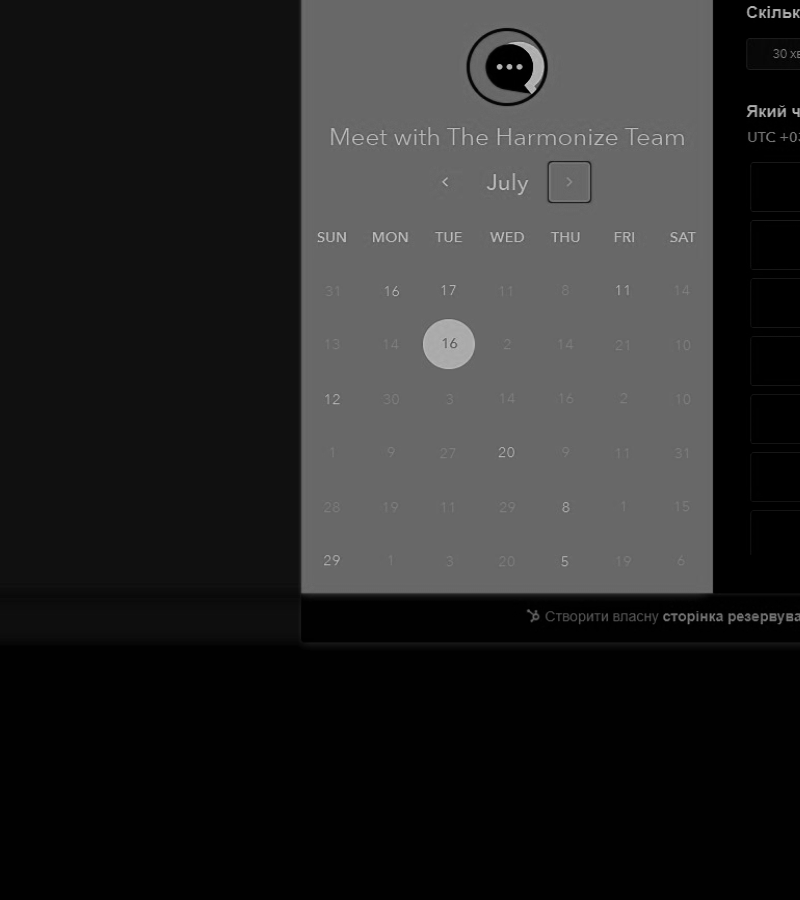 Meet with The Harmonize Team
July
SUN MON TUE WED THU FRI SAT
31 16 17 11 8 11 14
13 14 16 2 14 21 10
12 30 3 14 16 2 10
1 9 27 20 9 11 31
28 19 11 29 8 1 15
29 1 3 20 5 19 6
Скільк
30 хв
Який ч
UTC +03
Створити власну сторінка резервува